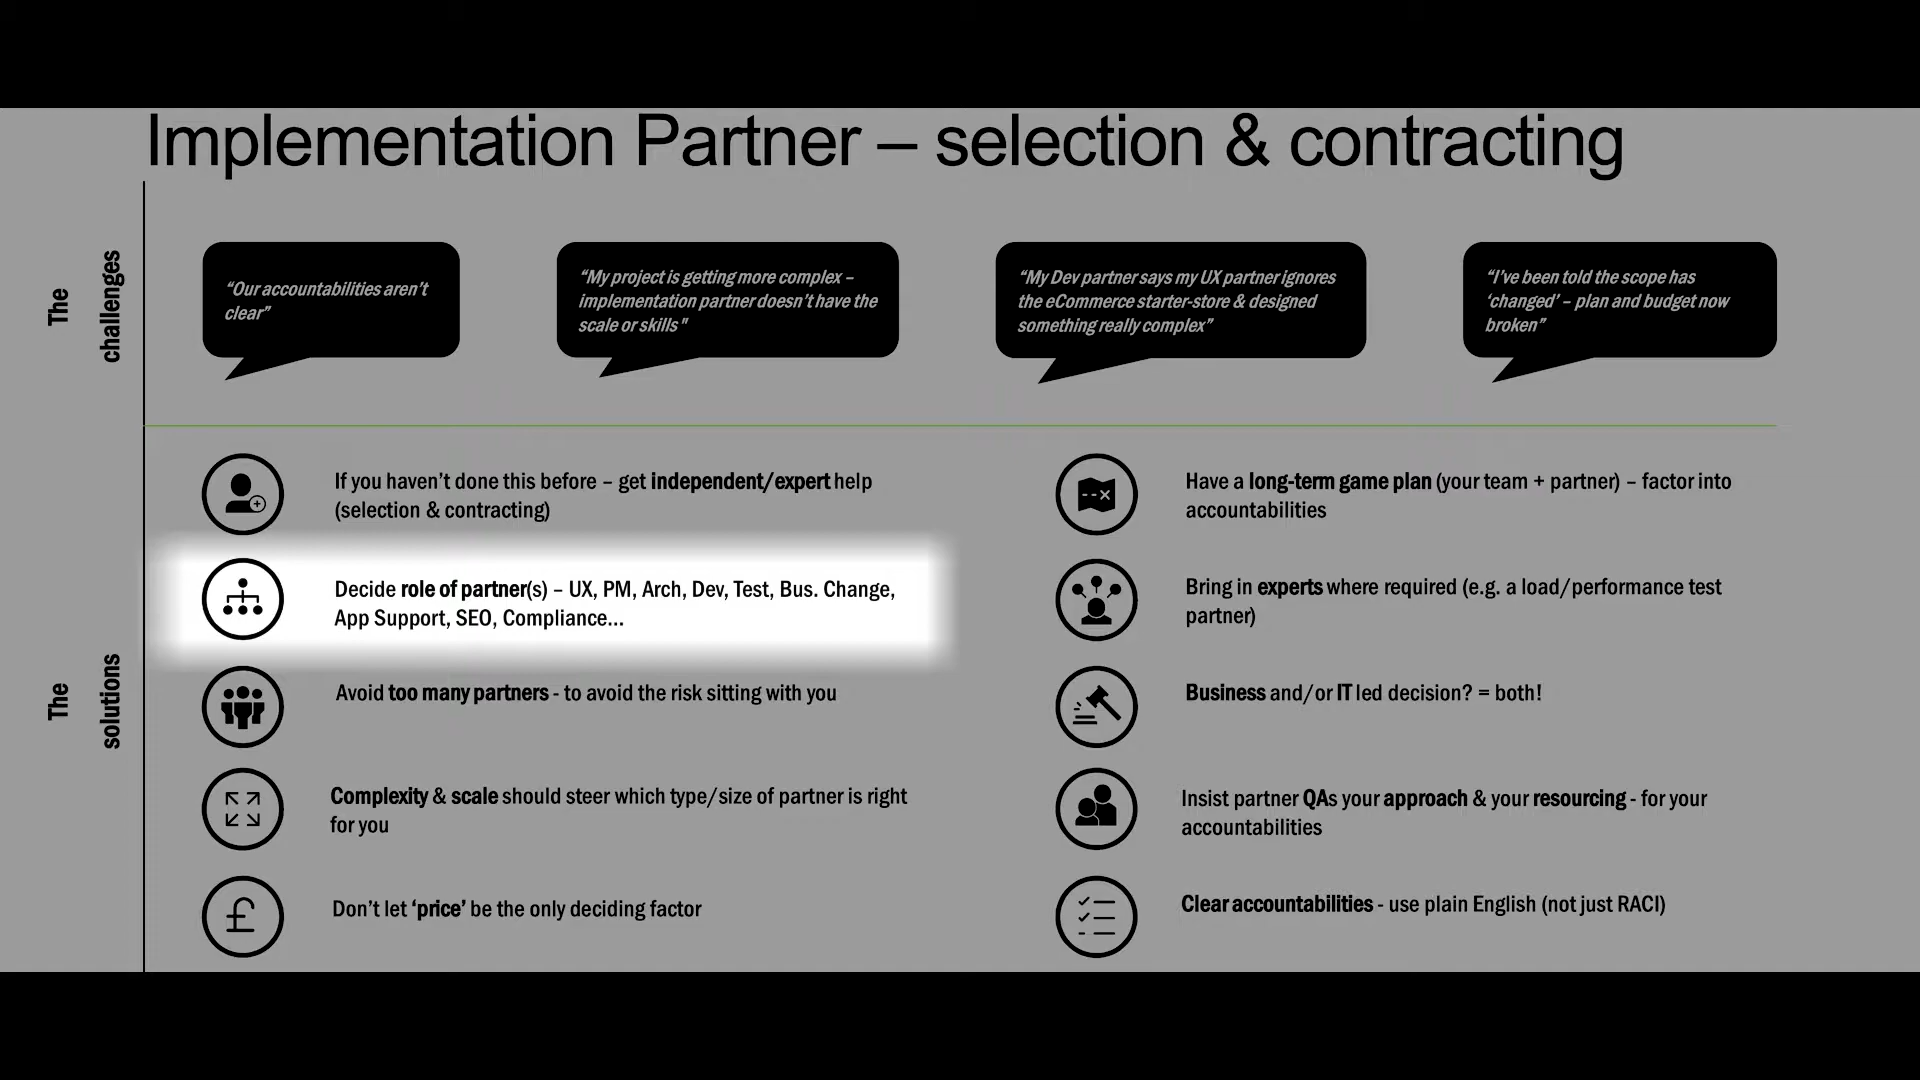 Implementation Partner – selection & contracting
The
challenges
“Our accountabilities aren’t
clear”
“My project is getting more complex –
implementation partner doesn’t have the
scale or skills"
“My Dev partner says my UX partner ignores
the eCommerce starter-store & designed
something really complex”
“I’ve been told the scope has
‘changed’ – plan and budget now
broken”
The
solutions
If you haven’t done this before – get independent/expert help
(selection & contracting)
Decide role of partner(s) – UX, PM, Arch, Dev, Test, Bus. Change,
App Support, SEO, Compliance...
Avoid too many partners - to avoid the risk sitting with you
Complexity & scale should steer which type/size of partner is right
for you
£
Don’t let ‘price’ be the only deciding factor
Have a long-term game plan (your team + partner) – factor into
accountabilities
Bring in experts where required (e.g. a load/performance test
partner)
Business and/or IT led decision? = both!
Insist partner QAs your approach & your resourcing - for your
accountabilities
Clear accountabilities - use plain English (not just RACI)